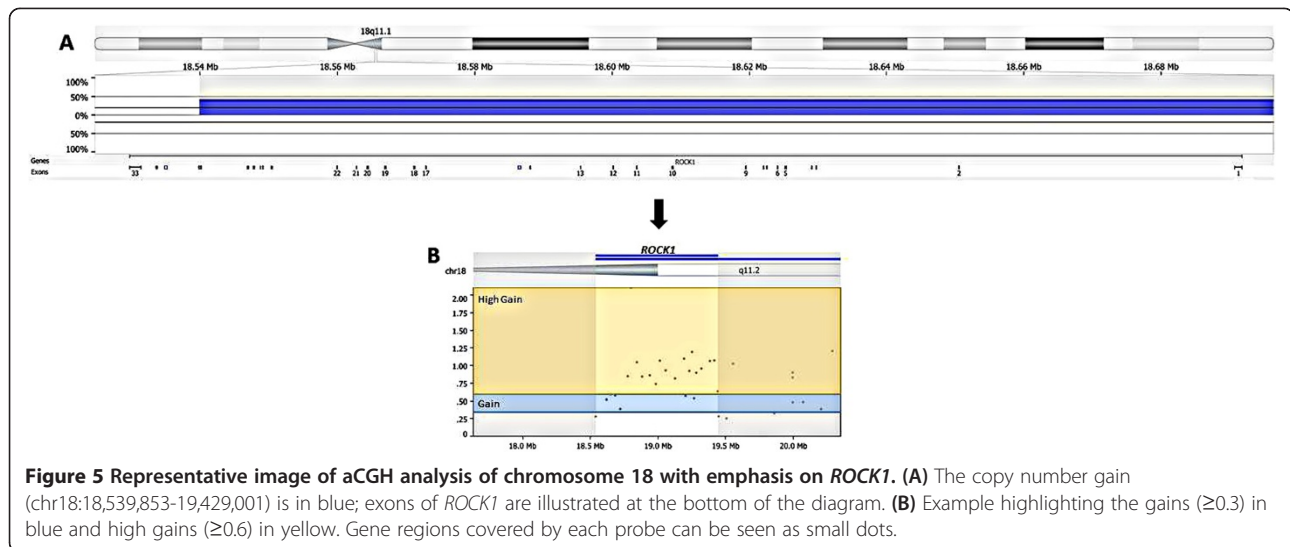 A
18q11.1
18.54 Mb 18.56 Mb 18.58 Mb 18.60 Mb 18.62 Mb 18.64 Mb 18.66 Mb 18.68 Mb
100%
50%
0%
50%
100%
Genes ROCK1
Exons 33 22 21 20 19 18 17 13 12 11 10 9 6 5 2 1
B
ROCK1
chr18 q11.2
2.00 High Gain
1.75
1.50
1.25
1.00
.75
.50 Gain
.25
0
18.0 Mb 18.5 Mb 19.0 Mb 19.5 Mb 20.0 Mb
Figure 5 Representative image of aCGH analysis of chromosome 18 with emphasis on ROCK1. (A) The copy number gain
(chr18:18,539,853-19,429,001) is in blue; exons of ROCK1 are illustrated at the bottom of the diagram. (B) Example highlighting the gains (≥0.3) in
blue and high gains (≥0.6) in yellow. Gene regions covered by each probe can be seen as small dots.